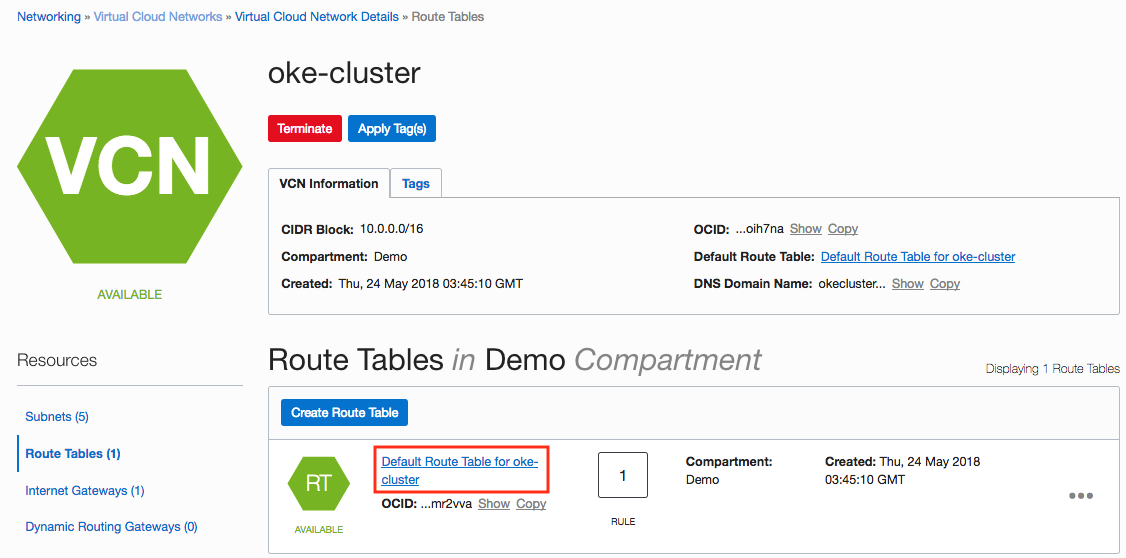 Networking » Virtual Cloud Networks » Virtual Cloud Network Details » Route Tables
VCN
AVAILABLE
oke-cluster
Terminate Apply Tag(s)
VCN Information Tags
CIDR Block: 10.0.0.0/16
Compartment: Demo
Created: Thu, 24 May 2018 03:45:10 GMT
OCID: ...oih7na Show Copy
Default Route Table: Default Route Table for oke-cluster
DNS Domain Name: okecluster... Show Copy
Resources
Subnets (5)
Route Tables (1)
Internet Gateways (1)
Dynamic Routing Gateways (0)
Route Tables in Demo Compartment
Displaying 1 Route Tables
Create Route Table
RT
AVAILABLE
Default Route Table for oke-
cluster
OCID: ...mr2vva Show Copy
1
RULE
Compartment:
Demo
Created: Thu, 24 May 2018
03:45:10 GMT